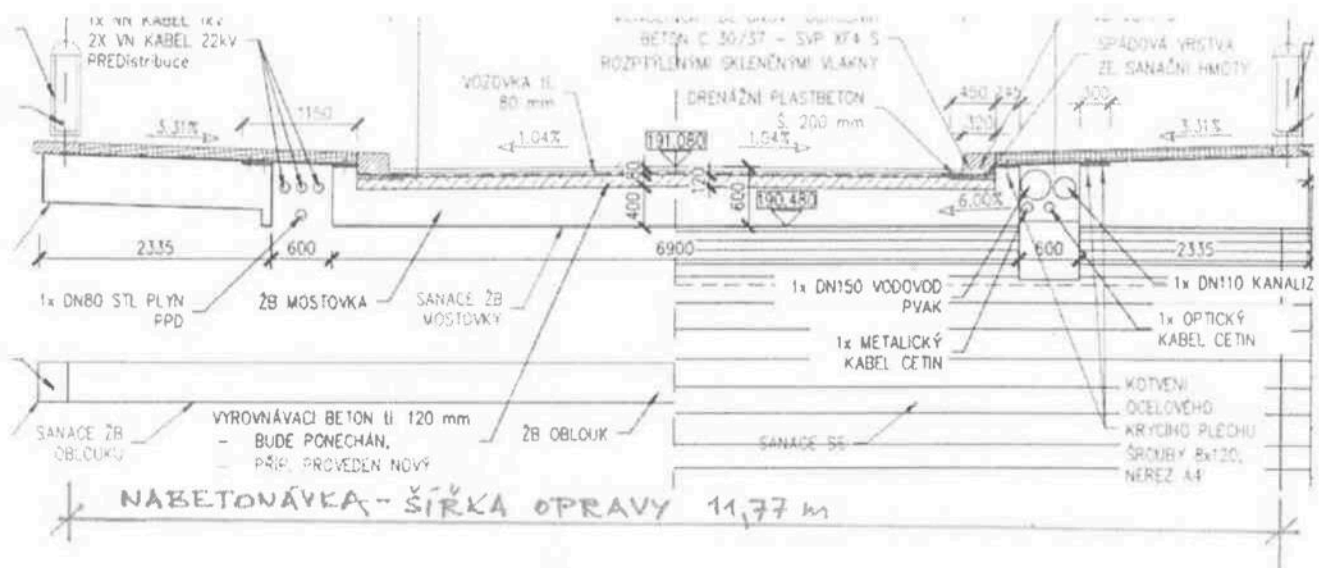 1x NN KABEL 1kV
2X VN KABEL 22kV
PREDistribuce
BETON C 30/37 – SVP XF4 S
ROZPTÝLENÝMI SKLENĚNÝMI VLÁKNY
VOZOVKA tl.
80 mm
DRENÁŽNÍ PLASTBETON
Š. 200 mm
SPÁDOVÁ VRSTVA
ZE SANAČNÍ HMOTY
450
245
300
320
1150
3,31%
1.04%
191.080
1.04%
3,31%
120
400
600
190.480
6.00%
2335
600
6900
600
2335
1x DN80 STL PLYN
PPD
ŽB MOSTOVKA
SANACE ŽB
MOSTOVKY
1x DN150 VODOVOD
PVAK
1x DN110 KANALIZ
1x METALICKÝ
KABEL CETIN
1x OPTICKÝ
KABEL CETIN
SANACE ŽB
OBLOUKU
VYROVNÁVACÍ BETON tl 120 mm
– BUDE PONECHÁN,
– PŘÍP. PROVEDEN NOVÝ
ŽB OBLOUK
SANACE
KOTVENÍ
OCELOVÉHO
KRYCÍHO PLECHU
ŠROUBY 8x120,
NEREZ A4
NABETONÁVKA – ŠÍŘKA OPRAVY 11,77 m